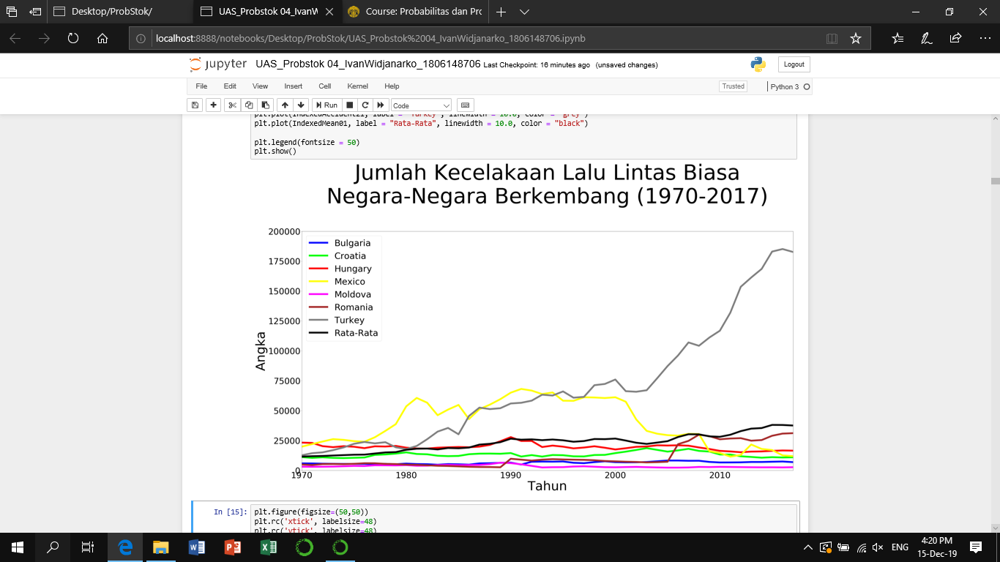 Desktop/ProbStok/
UAS_Probstok 04_IvanW
Course: Probabilitas dan Pro
localhost:8888/notebooks/Desktop/ProbStok/UAS_Probstok%2004_IvanWidjanarko_1806148706.ipynb
jupyter UAS_Probstok 04_IvanWidjanarko_1806148706 Last Checkpoint: 16 minutes ago (unsaved changes)
Logout
File Edit View Insert Cell Kernel Help
Trusted
Python 3
Run
Code
plt.plot(IndexedAccident21, label = "Turkey", linewidth = 10.0, color = "grey")
plt.plot(IndexedMean01, label = "Rata-Rata", linewidth = 10.0, color = "black")
plt.legend(fontsize = 50)
plt.show()
Jumlah Kecelakaan Lalu Lintas Biasa
Negara-Negara Berkembang (1970-2017)
200000
175000
150000
125000
100000
75000
50000
25000
0
Angka
Bulgaria
Croatia
Hungary
Mexico
Moldova
Romania
Turkey
Rata-Rata
1970 1980 1990 2000 2010
Tahun
In [15]:
plt.figure(figsize=(50,50))
plt.rc('xtick', labelsize=48)
plt.rc('ytick', labelsize=48)
ENG
4:20 PM
15-Dec-19